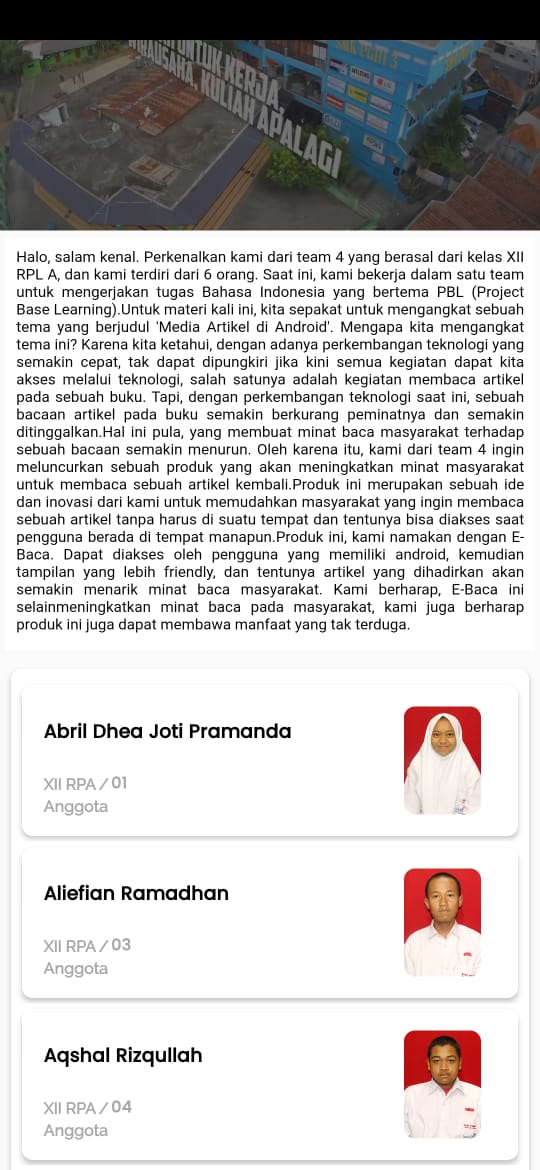 UNTUK KERJA,
WIRAUSAHA, KULIAH APALAGI
SMK PGRI 3
Halo, salam kenal. Perkenalkan kami dari team 4 yang berasal dari kelas XII
RPL A, dan kami terdiri dari 6 orang. Saat ini, kami bekerja dalam satu team
untuk mengerjakan tugas Bahasa Indonesia yang bertema PBL (Project
Base Learning).Untuk materi kali ini, kita sepakat untuk mengangkat sebuah
tema yang berjudul 'Media Artikel di Android'. Mengapa kita mengangkat
tema ini? Karena kita ketahui, dengan adanya perkembangan teknologi yang
semakin cepat, tak dapat dipungkiri jika kini semua kegiatan dapat kita
akses melalui teknologi, salah satunya adalah kegiatan membaca artikel
pada sebuah buku. Tapi, dengan perkembangan teknologi saat ini, sebuah
bacaan artikel pada buku semakin berkurang peminatnya dan semakin
ditinggalkan.Hal ini pula, yang membuat minat baca masyarakat terhadap
sebuah bacaan semakin menurun. Oleh karena itu, kami dari team 4 ingin
meluncurkan sebuah produk yang akan meningkatkan minat masyarakat
untuk membaca sebuah artikel kembali.Produk ini merupakan sebuah ide
dan inovasi dari kami untuk memudahkan masyarakat yang ingin membaca
sebuah artikel tanpa harus di suatu tempat dan tentunya bisa diakses saat
pengguna berada di tempat manapun.Produk ini, kami namakan dengan E-
Baca. Dapat diakses oleh pengguna yang memiliki android, kemudian
tampilan yang lebih friendly, dan tentunya artikel yang dihadirkan akan
semakin menarik minat baca masyarakat. Kami berharap, E-Baca ini
selainmeningkatkan minat baca pada masyarakat, kami juga berharap
produk ini juga dapat membawa manfaat yang tak terduga.
Abril Dhea Joti Pramanda
XII RPA / 01
Anggota
Aliefian Ramadhan
XII RPA / 03
Anggota
Aqshal Rizqullah
XII RPA / 04
Anggota